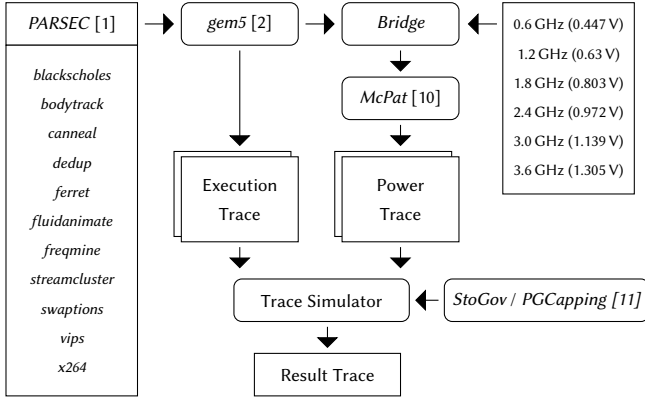 PARSEC [1]
blackscholes
bodytrack
canneal
dedup
ferret
fluidanimate
freqmine
streamcluster
swaptions
vips
x264
gem5 [2]
Bridge
0.6 GHz (0.447 V)
1.2 GHz (0.63 V)
1.8 GHz (0.803 V)
2.4 GHz (0.972 V)
3.0 GHz (1.139 V)
3.6 GHz (1.305 V)
McPat [10]
Execution
Trace
Power
Trace
Trace Simulator
StoGov / PGCapping [11]
Result Trace